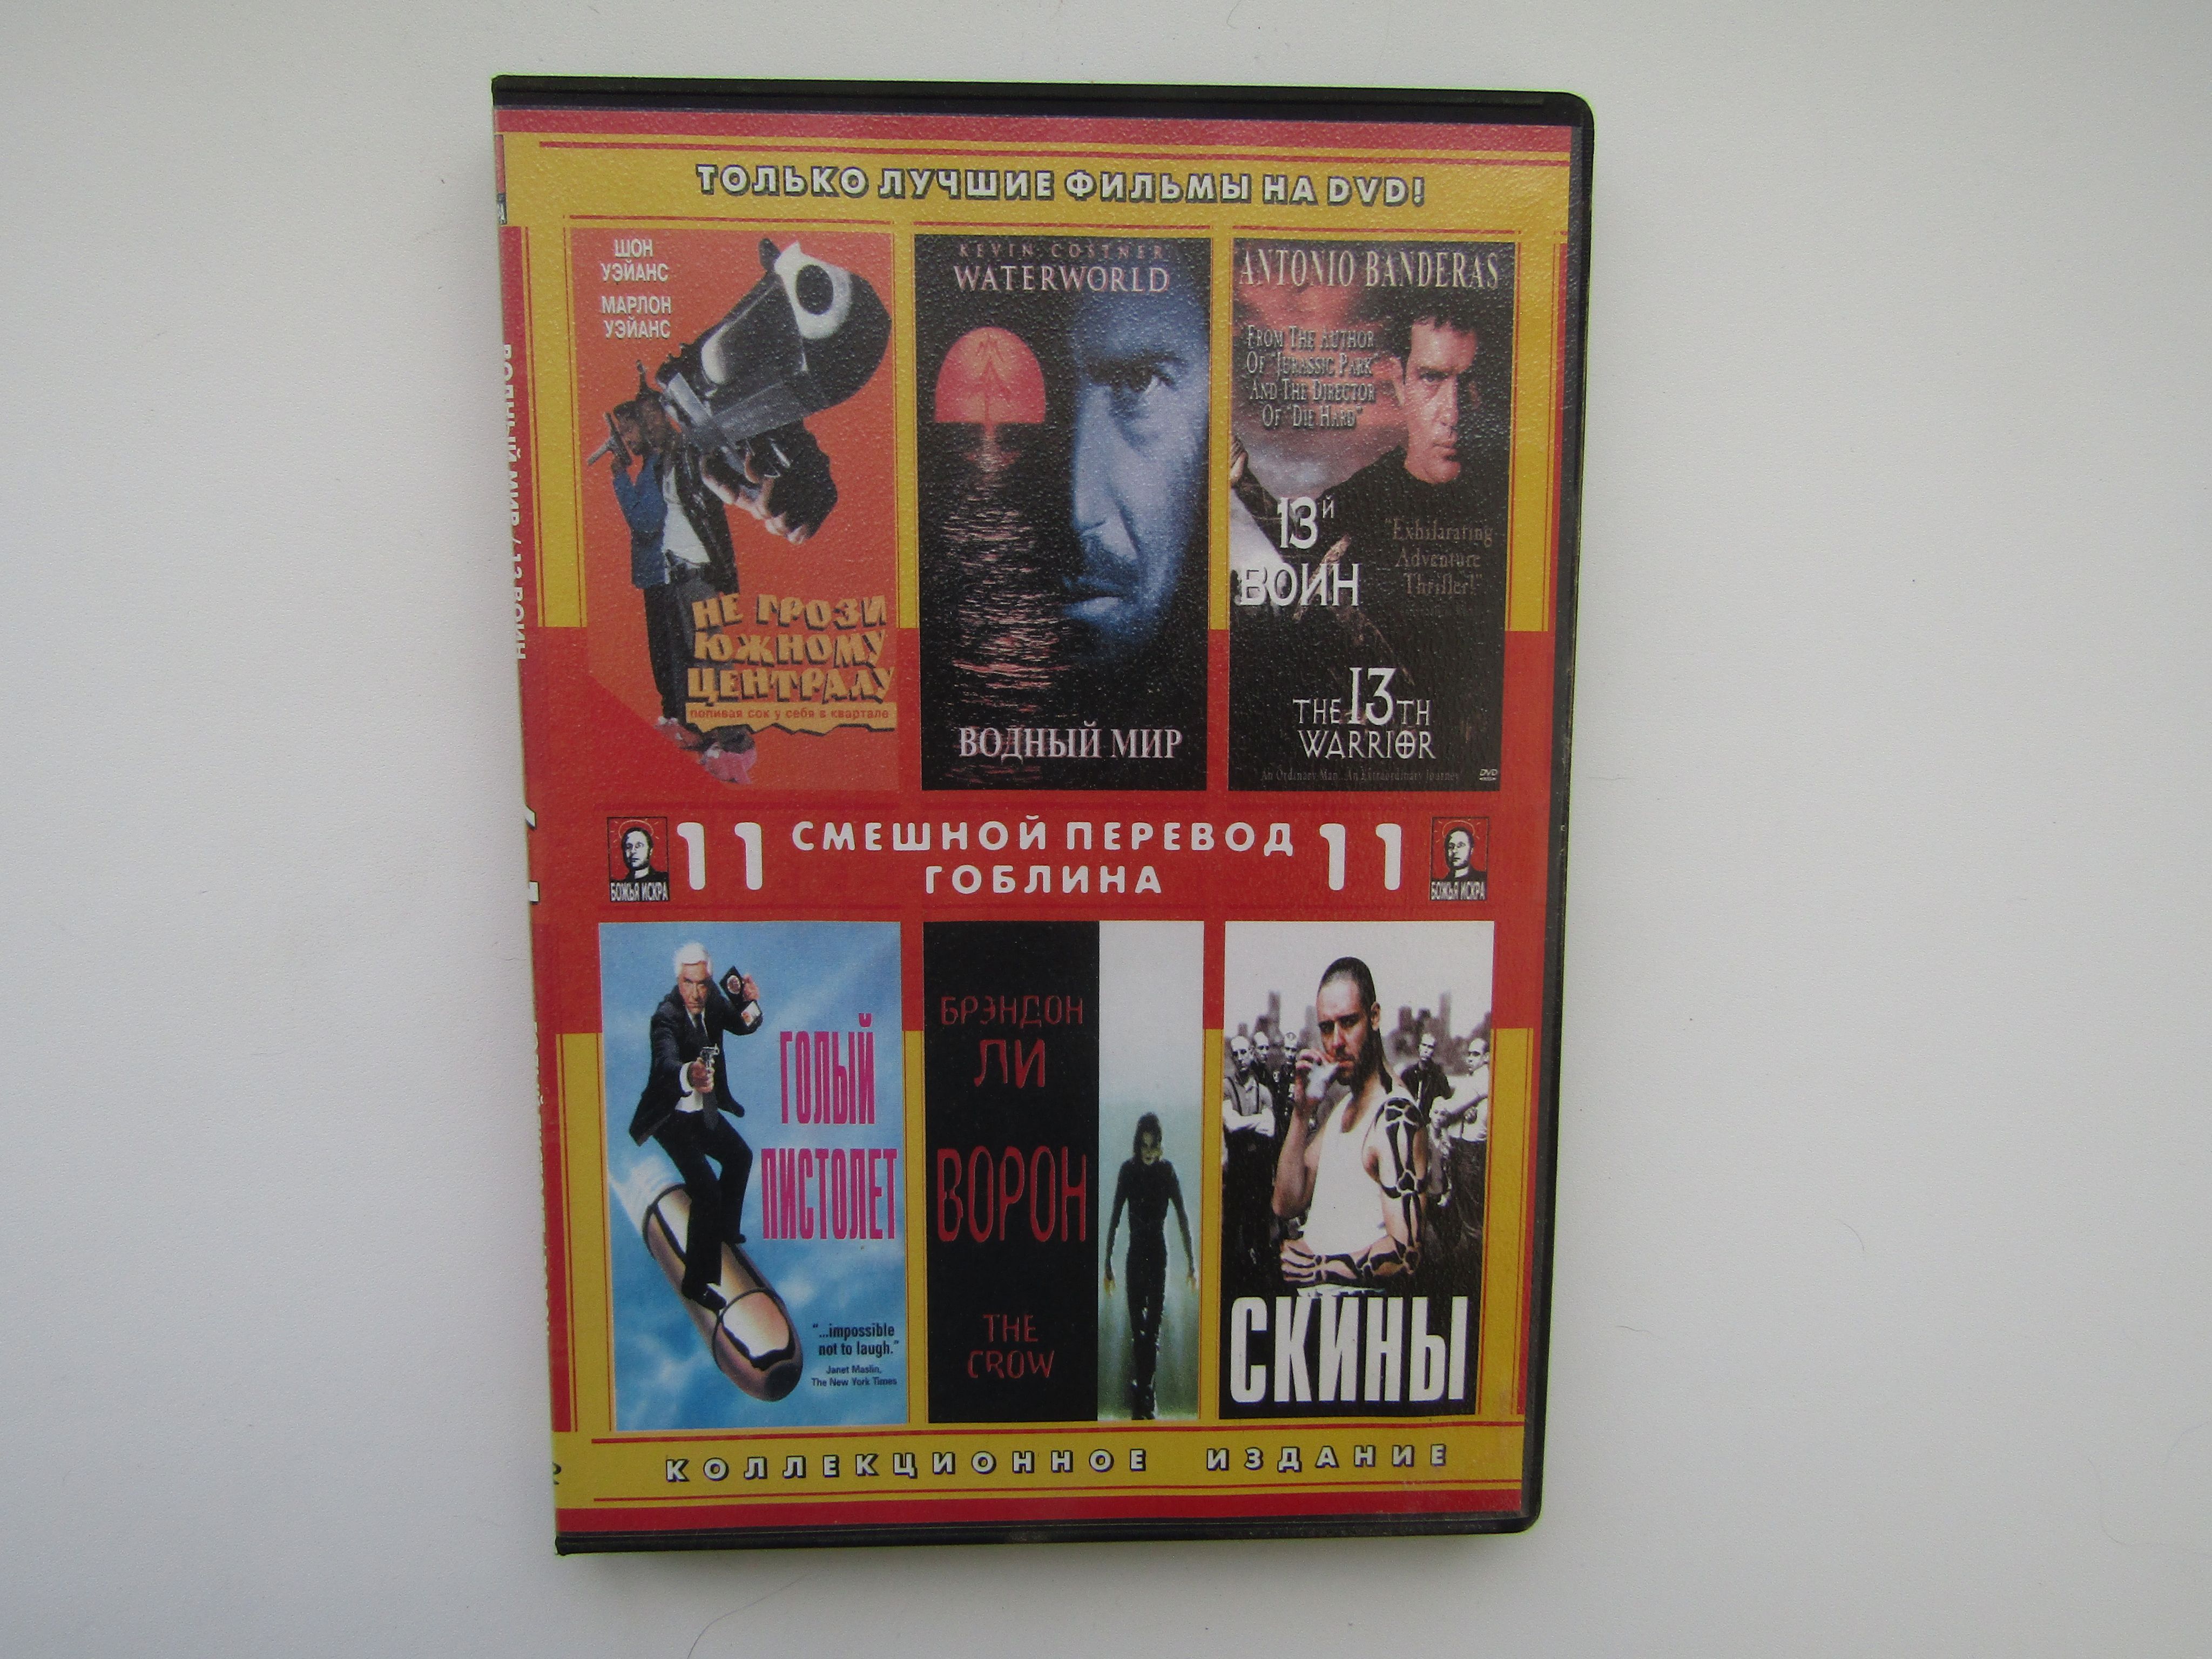 ТОЛЬКО ЛУЧШИЕ ФИЛЬМЫ НА DVD!
ШОН
УЭЙАНС
МАРЛОН
УЭЙАНС
НЕ ГРОЗИ
ЮЖНОМУ
ЦЕНТРАЛУ
попивая сок у себя в квартале
KEVIN COSTNER
WATERWORLD
ВОДНЫЙ МИР
ANTONIO BANDERAS
FROM THE AUTHOR
OF "JURASSIC PARK"
AND THE DIRECTOR
OF "DIE HARD"
13й
ВОИН
"Exhilarating
Adventure
Thriller!"
THE 13TH
WARRIOR
An Ordinary Man... An Extraordinary Journey
DVD
БОЖЬЯ ИСКРА
11 СМЕШНОЙ ПЕРЕВОД 11
ГОБЛИНА
БОЖЬЯ ИСКРА
ГОЛЫЙ
ПИСТОЛЕТ
"...impossible
not to laugh."
Janet Maslin,
The New York Times
БРЭНДОН
ЛИ
ВОРОН
THE
CROW
СКИНЫ
КОЛЛЕКЦИОННОЕ ИЗДАНИЕ
ВОДНЫЙ МИР / 13 ВОИН